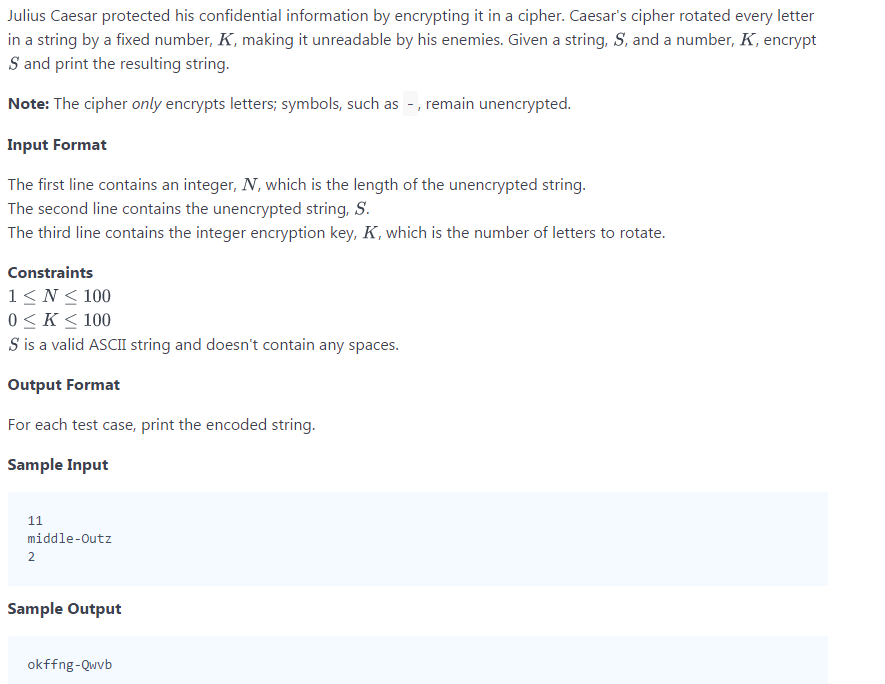 Julius Caesar protected his confidential information by encrypting it in a cipher. Caesar's cipher rotated every letter
in a string by a fixed number, K, making it unreadable by his enemies. Given a string, S, and a number, K, encrypt
S and print the resulting string.
Note: The cipher only encrypts letters; symbols, such as -, remain unencrypted.
Input Format
The first line contains an integer, N, which is the length of the unencrypted string.
The second line contains the unencrypted string, S.
The third line contains the integer encryption key, K, which is the number of letters to rotate.
Constraints
1 ≤ N ≤ 100
0 ≤ K ≤ 100
S is a valid ASCII string and doesn't contain any spaces.
Output Format
For each test case, print the encoded string.
Sample Input
11
middle-Outz
2
Sample Output
okffng-Qwvb